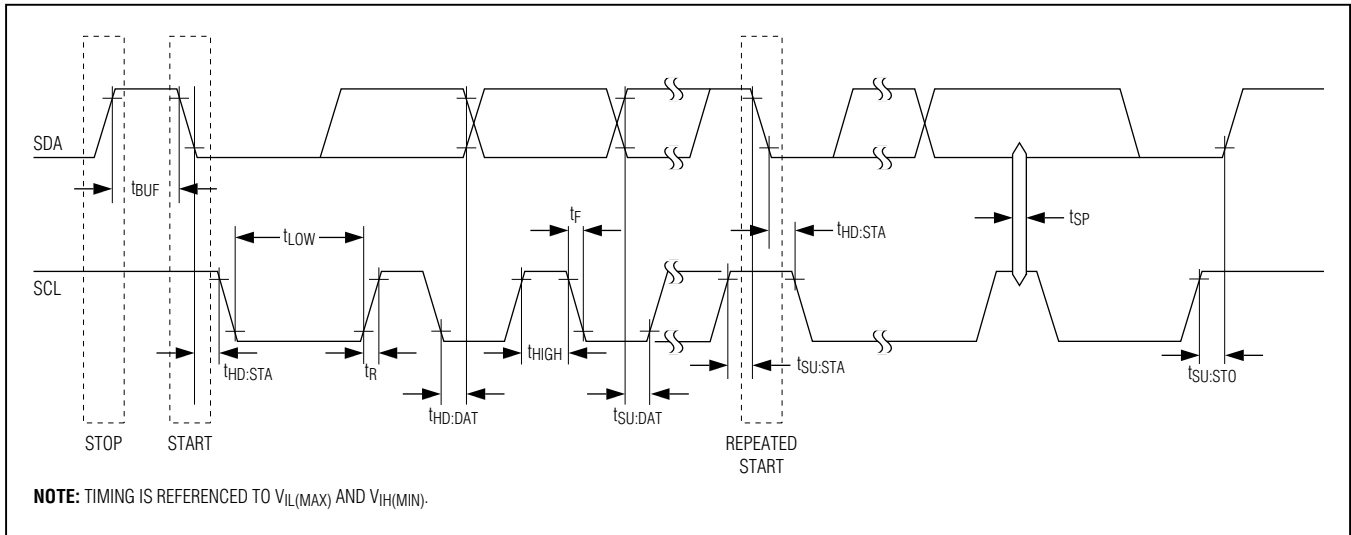 SDA
tBUF
tLOW
tF
tHD:STA
tSP
SCL
tHD:STA
tR
tHD:DAT
tHIGH
tSU:DAT
tSU:STA
tSU:STO
STOP
START
REPEATED
START
NOTE: TIMING IS REFERENCED TO VIL(MAX) AND VIH(MIN).